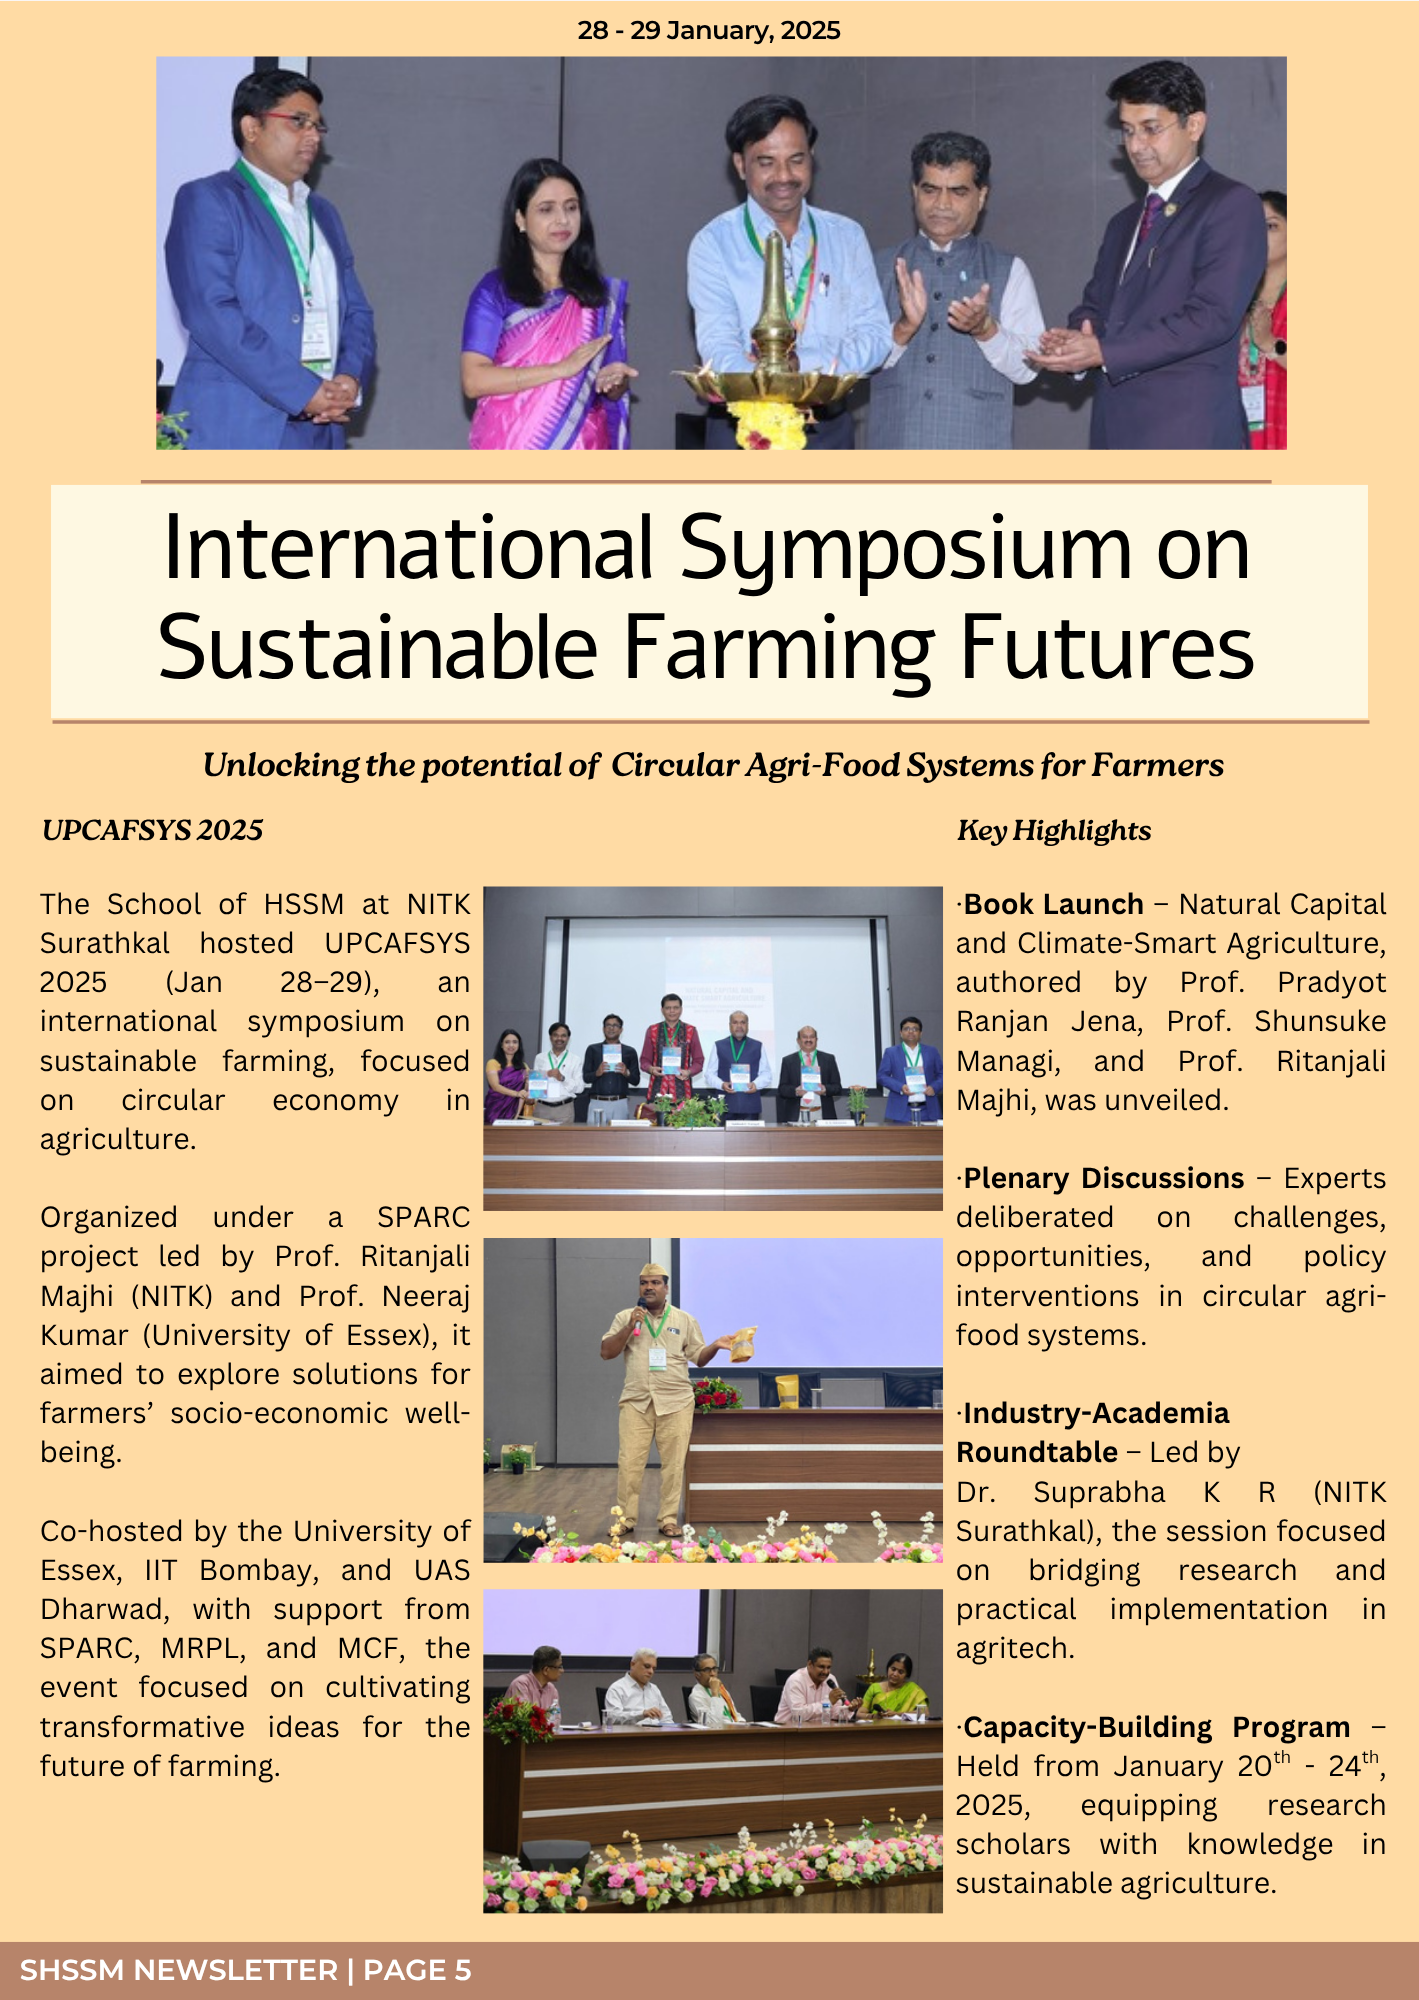 28 - 29 January, 2025
International Symposium on
Sustainable Farming Futures
Unlocking the potential of Circular Agri-Food Systems for Farmers
UPCAFSYS 2025
The School of HSSM at NITK
Surathkal hosted UPCAFSYS
2025 (Jan 28–29), an
international symposium on
sustainable farming, focused
on circular economy in
agriculture.
Organized under a SPARC
project led by Prof. Ritanjali
Majhi (NITK) and Prof. Neeraj
Kumar (University of Essex), it
aimed to explore solutions for
farmers’ socio-economic well-
being.
Co-hosted by the University of
Essex, IIT Bombay, and UAS
Dharwad, with support from
SPARC, MRPL, and MCF, the
event focused on cultivating
transformative ideas for the
future of farming.
Key Highlights
·Book Launch – Natural Capital
and Climate-Smart Agriculture,
authored by Prof. Pradyot
Ranjan Jena, Prof. Shunsuke
Managi, and Prof. Ritanjali
Majhi, was unveiled.
·Plenary Discussions – Experts
deliberated on challenges,
opportunities, and policy
interventions in circular agri-
food systems.
·Industry-Academia
Roundtable – Led by
Dr. Suprabha K R (NITK
Surathkal), the session focused
on bridging research and
practical implementation in
agritech.
·Capacity-Building Program –
Held from January 20th - 24th,
2025, equipping research
scholars with knowledge in
sustainable agriculture.
SHSSM NEWSLETTER | PAGE 5